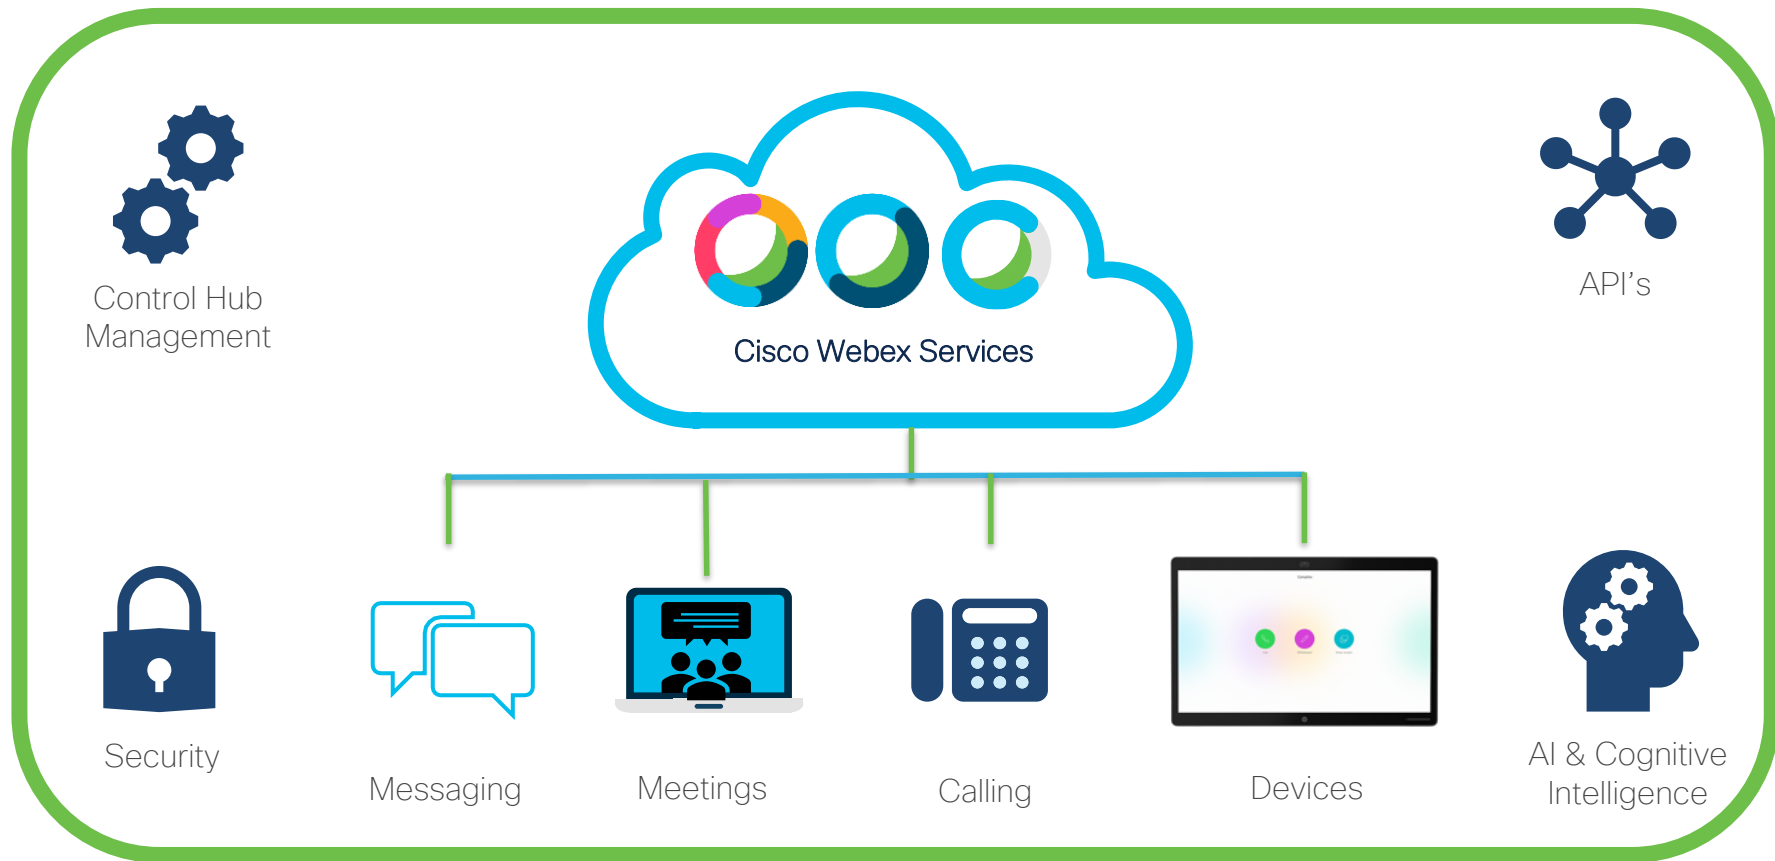 Control Hub
Management
Cisco Webex Services
API's
Security
Messaging
Meetings
Calling
Devices
AI & Cognitive
Intelligence